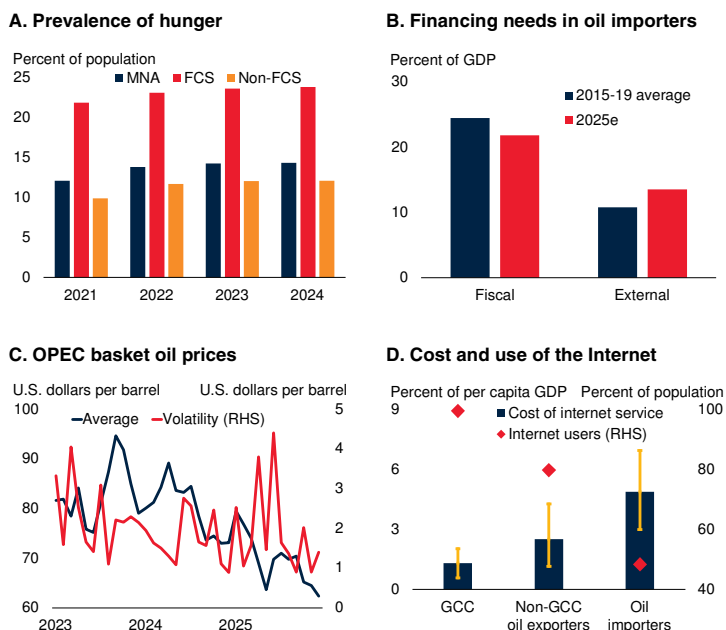 A. Prevalence of hunger
Percent of population
25
MNA FCS Non-FCS
20
15
10
5
0
2021 2022 2023 2024
B. Financing needs in oil importers
Percent of GDP
30
2015-19 average
2025e
20
10
0
Fiscal External
C. OPEC basket oil prices
U.S. dollars per barrel U.S. dollars per barrel
100 5
Average Volatility (RHS)
90 4
80 3
70 2
1
60 0
2023 2024 2025
D. Cost and use of the Internet
Percent of per capita GDP Percent of population
9 100
Cost of internet service
Internet users (RHS)
6 80
3 60
0 40
GCC Non-GCC Oil
oil exporters importers